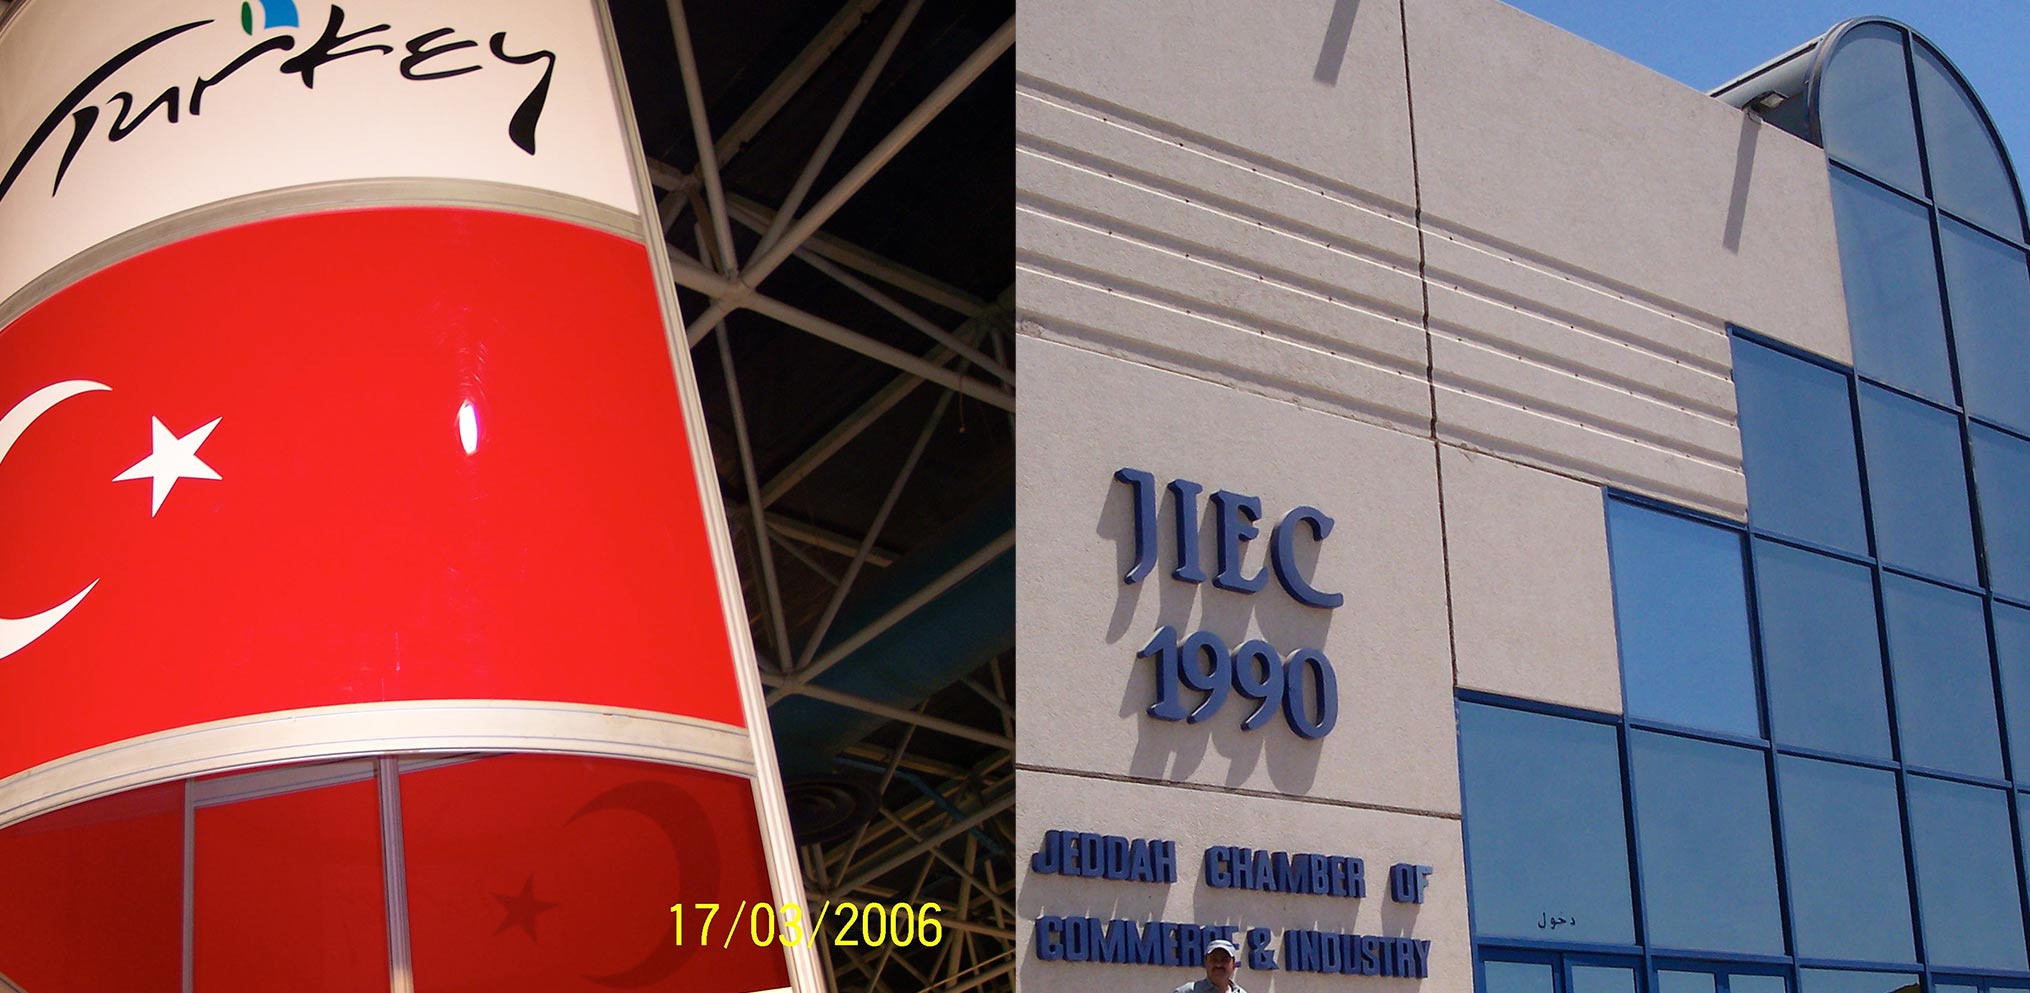 Turkey
17/03/2006
JIEC
1990
JEDDAH CHAMBER OF
COMMERCE & INDUSTRY
دخول